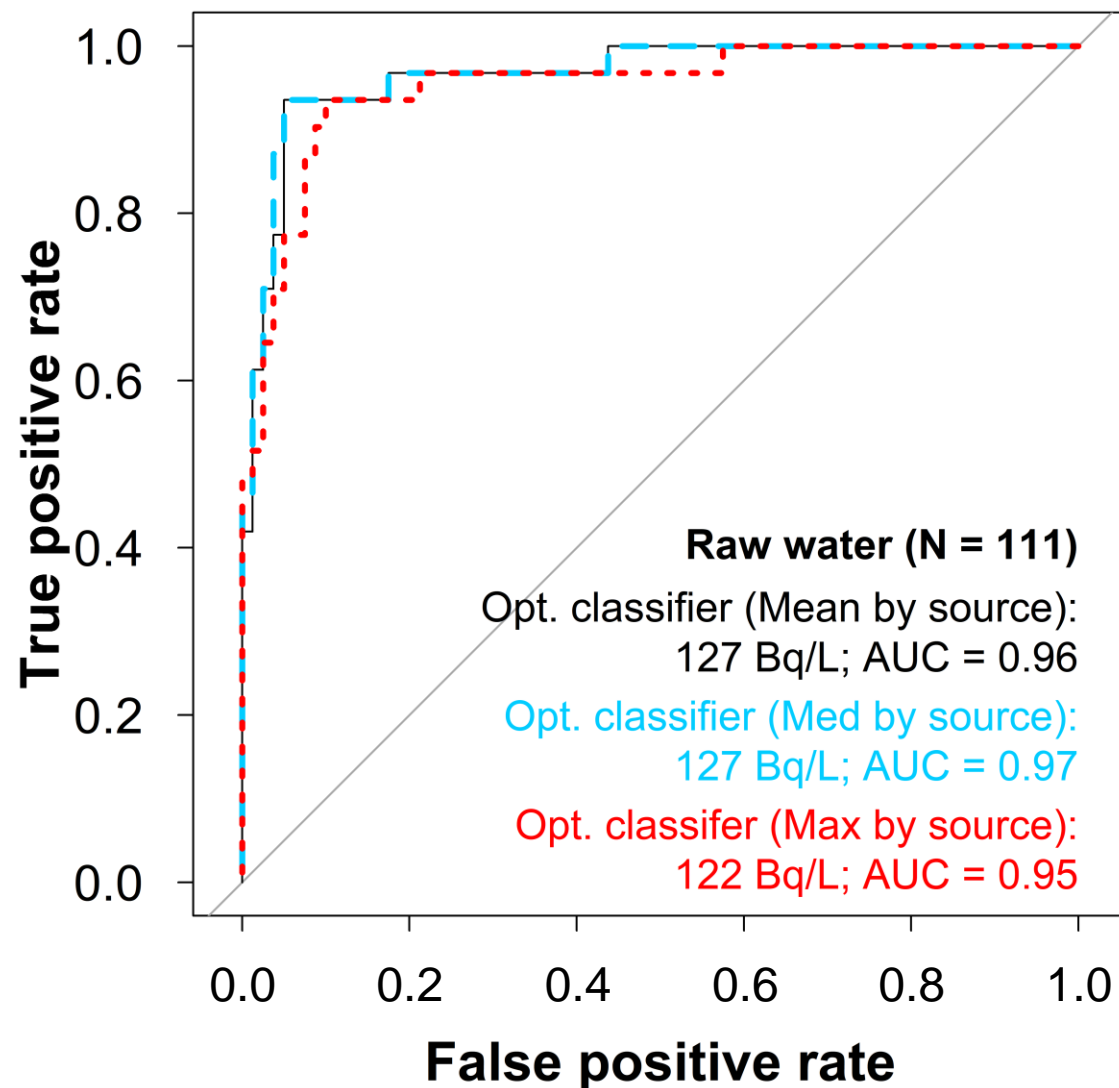 1.0
0.8
0.6
0.4
0.2
0.0
True positive rate
Raw water (N = 111)
Opt. classifier (Mean by source):
127 Bq/L; AUC = 0.96
Opt. classifier (Med by source):
127 Bq/L; AUC = 0.97
Opt. classifer (Max by source):
122 Bq/L; AUC = 0.95
0.0 0.2 0.4 0.6 0.8 1.0
False positive rate